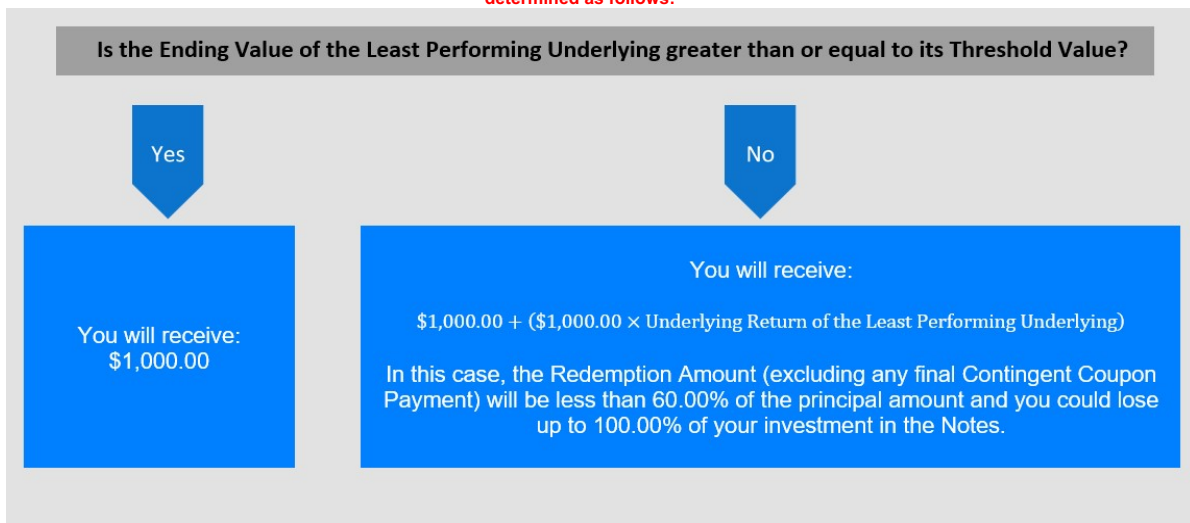 determined as follows:
Is the Ending Value of the Least Performing Underlying greater than or equal to its Threshold Value?
Yes
No
You will receive:
$1,000.00
You will receive:
$1,000.00 + ($1,000.00 × Underlying Return of the Least Performing Underlying)
In this case, the Redemption Amount (excluding any final Contingent Coupon
Payment) will be less than 60.00% of the principal amount and you could lose
up to 100.00% of your investment in the Notes.